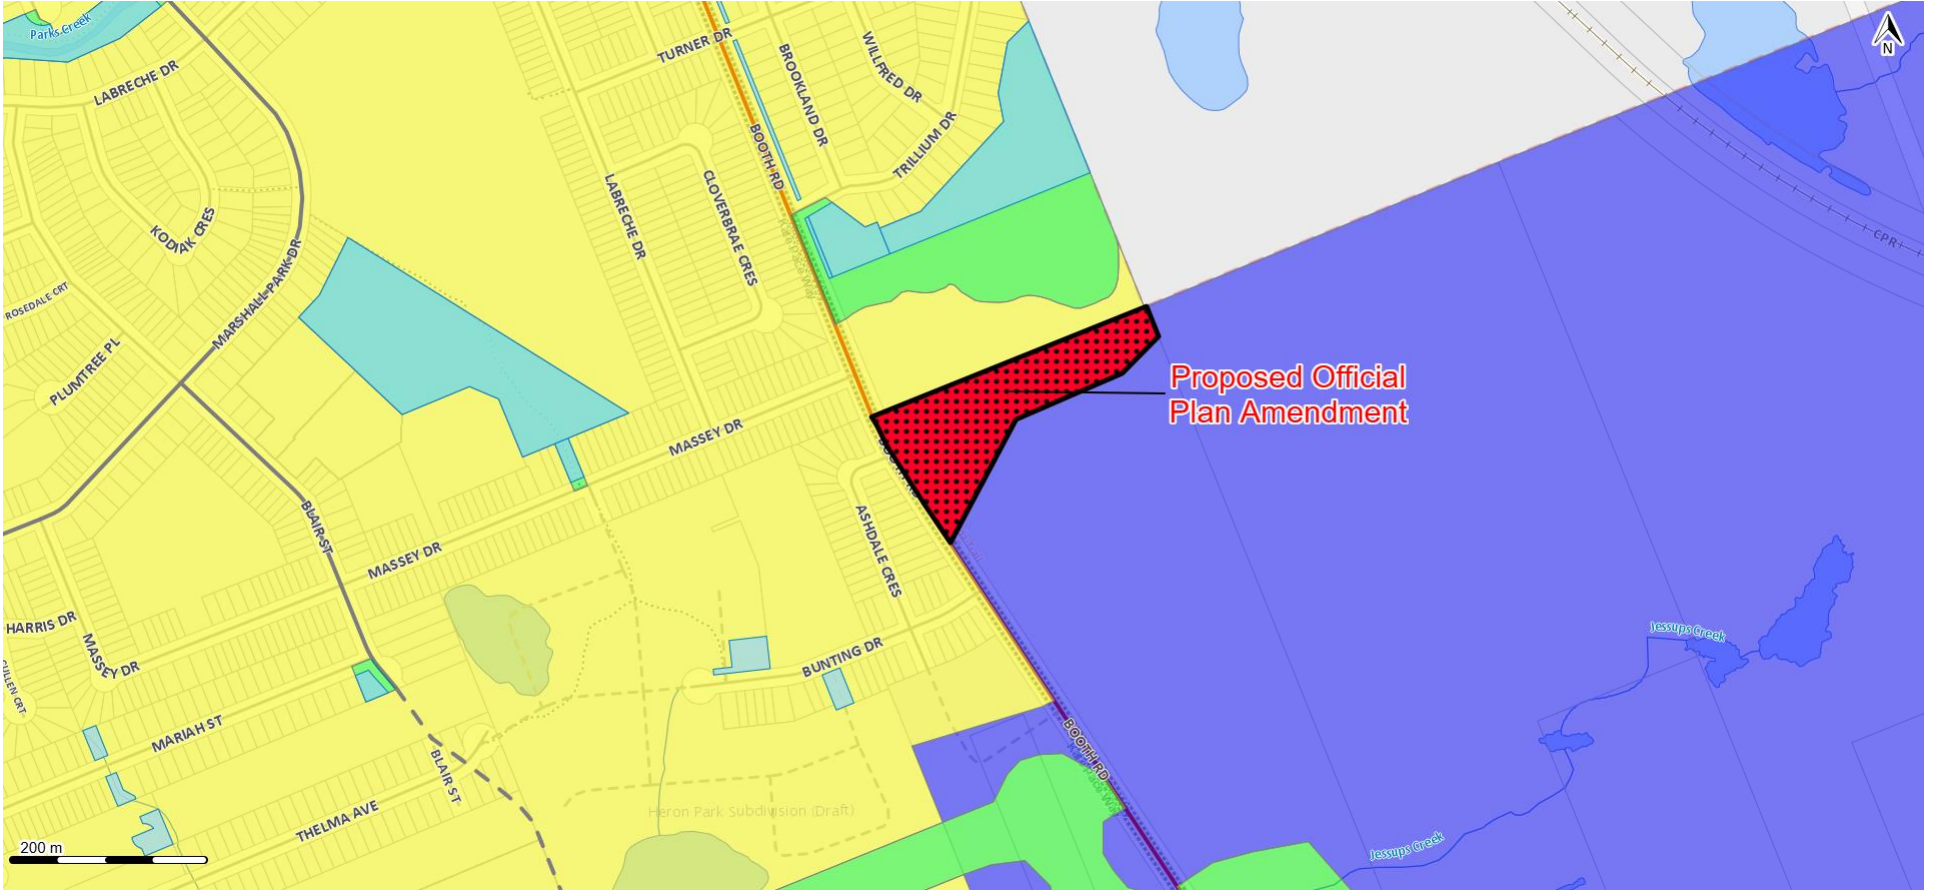 Parks Creek
N
TURNER DR
BROOKLAND DR
WILFRED DR
LABRECHE DR
TRILLIUM DR
BOOTH RD
LABRECHE DR
CLOVERBRAE CRES
KODIAK CRES
CPR
MARSHALL PARK DR
ROSEDALE CRT
PLUMTREE PL
Proposed Official
Plan Amendment
MASSEY DR
BLAIR ST
ASHDALE CRES
MASSEY DR
HARRIS DR
MASSEY DR
Jessups Creek
BUNTING DR
MARIAH ST
BOOTH RD
BLAIR ST
Heron Park Subdivision (Draft)
THELMA AVE
200 m
Jessups Creek